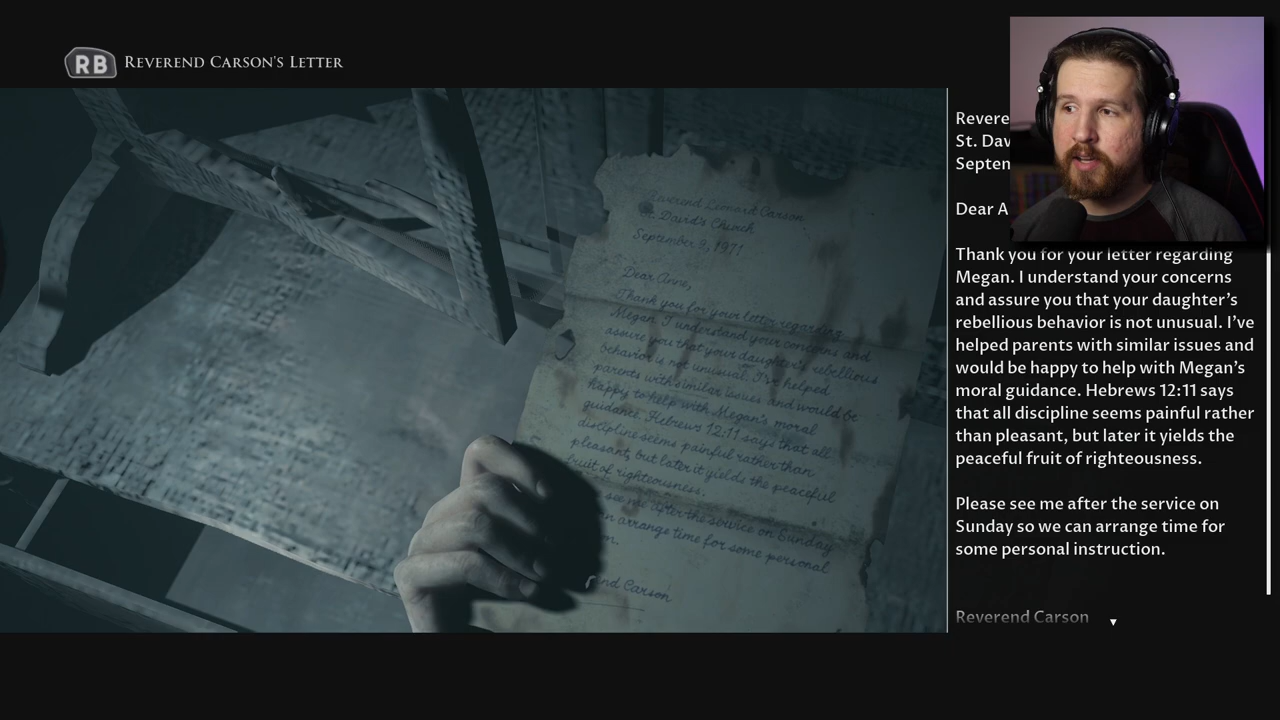 RB REVEREND CARSON'S LETTER
Reverend Leonard Carson
St. David's Church
September 9, 1971
Dear Anne,
Thank you for your letter regarding
Megan. I understand your concerns and
assure you that your daughter's rebellious
behavior is not unusual. I've helped
parents with similar issues and would be
happy to help with Megan's moral
guidance. Hebrews 12:11 says that all
discipline seems painful rather than
pleasant, but later it yields the peaceful
fruit of righteousness.
see me after the service on Sunday
arrange time for some personal
Carson
Revere
St. Dav
Septen
Dear A
Thank you for your letter regarding
Megan. I understand your concerns
and assure you that your daughter's
rebellious behavior is not unusual. I've
helped parents with similar issues and
would be happy to help with Megan's
moral guidance. Hebrews 12:11 says
that all discipline seems painful rather
than pleasant, but later it yields the
peaceful fruit of righteousness.
Please see me after the service on
Sunday so we can arrange time for
some personal instruction.
Reverend Carson